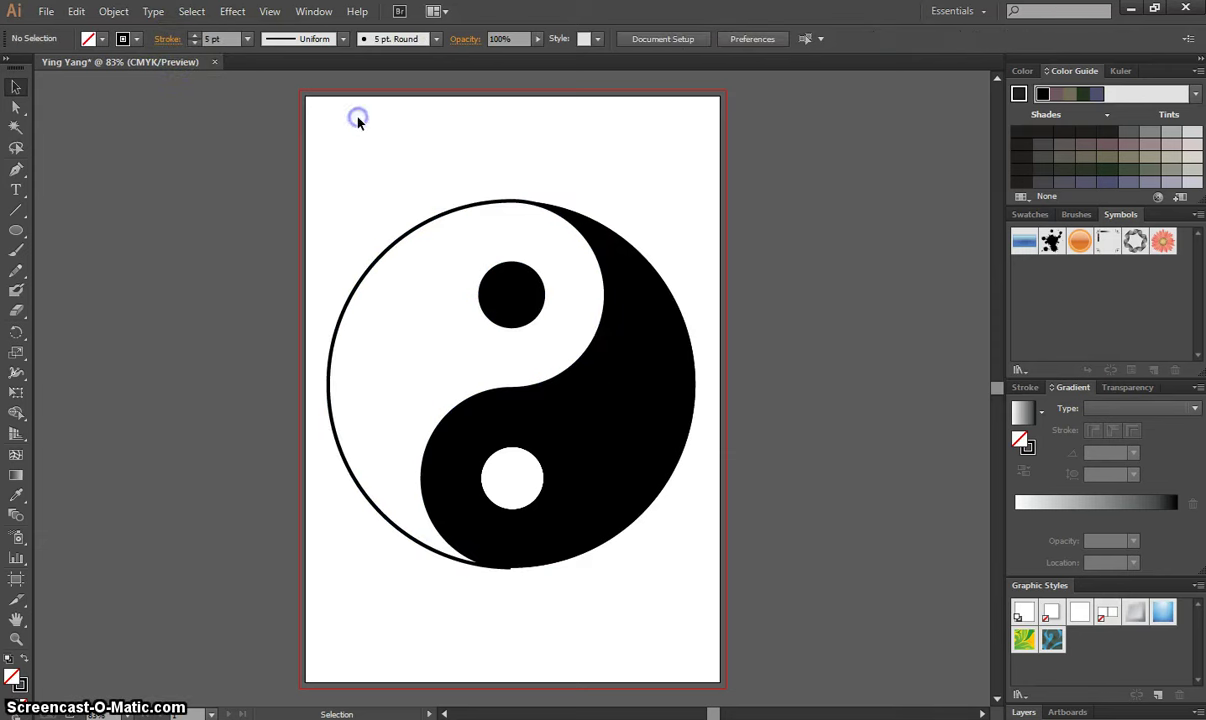 Ai File Edit Object Type Select Effect View Window Help Br Essentials
No Selection Stroke: 5 pt Uniform 5 pt. Round Opacity: 100% Style: Document Setup Preferences
Ying Yang* @ 83% (CMYK/Preview)
Color Color Guide Kuler
Shades Tints
None
Swatches Brushes Symbols
Stroke Gradient Transparency
Type:
Stroke:
Opacity:
Location:
Graphic Styles
Layers Artboards
Selection
Screencast-O-Matic.com